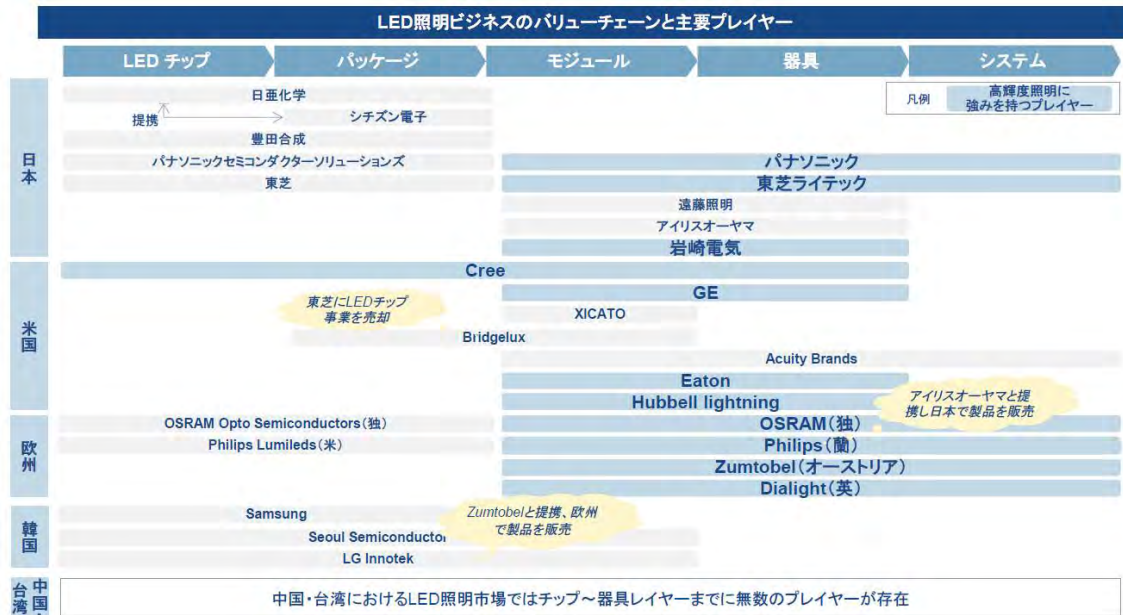 LED照明ビジネスのバリューチェーンと主要プレイヤー
LED チップ
パッケージ
モジュール
器具
システム
凡例
高輝度照明に
強みを持つプレイヤー
日本
日亜化学
提携
シチズン電子
豊田合成
パナソニックセミコンダクターソリューションズ
パナソニック
東芝
東芝ライテック
遠藤照明
アイリスオーヤマ
岩崎電気
米国
Cree
GE
東芝にLEDチップ
事業を売却
XICATO
Bridgelux
Acuity Brands
Eaton
Hubbell lightning
アイリスオーヤマと提
携し日本で製品を販売
欧州
OSRAM Opto Semiconductors(独)
OSRAM(独)
Philips Lumileds(米)
Philips(蘭)
Zumtobel(オーストリア)
Dialight(英)
韓国
Samsung
Zumtobelと提携、欧州
で製品を販売
Seoul Semiconductor
LG Innotek
中国・
台湾
中国・台湾におけるLED照明市場ではチップ～器具レイヤーまでに無数のプレイヤーが存在